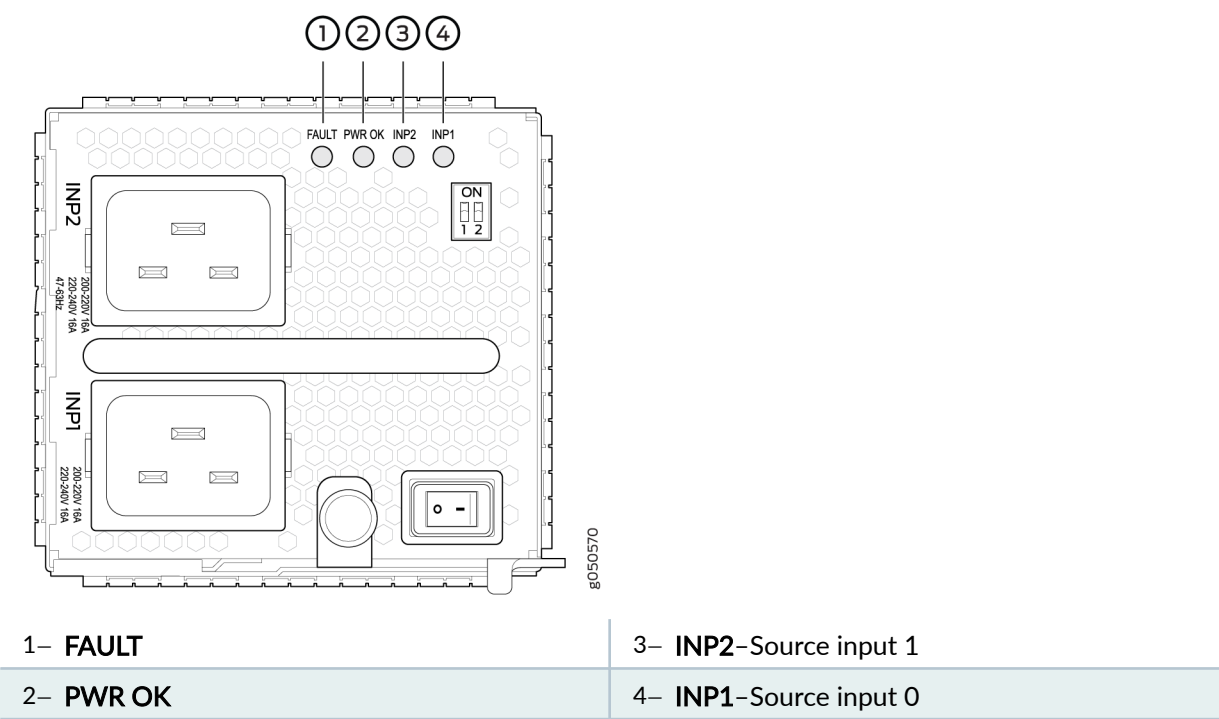 1 2 3 4
FAULT PWR OK INP2 INP1
ON
1 2
INP2
200-220V 16A
220-240V 16A
47-63Hz
INP1
200-220V 16A
220-240V 16A
g050570
1– FAULT
3– INP2–Source input 1
2– PWR OK
4– INP1–Source input 0